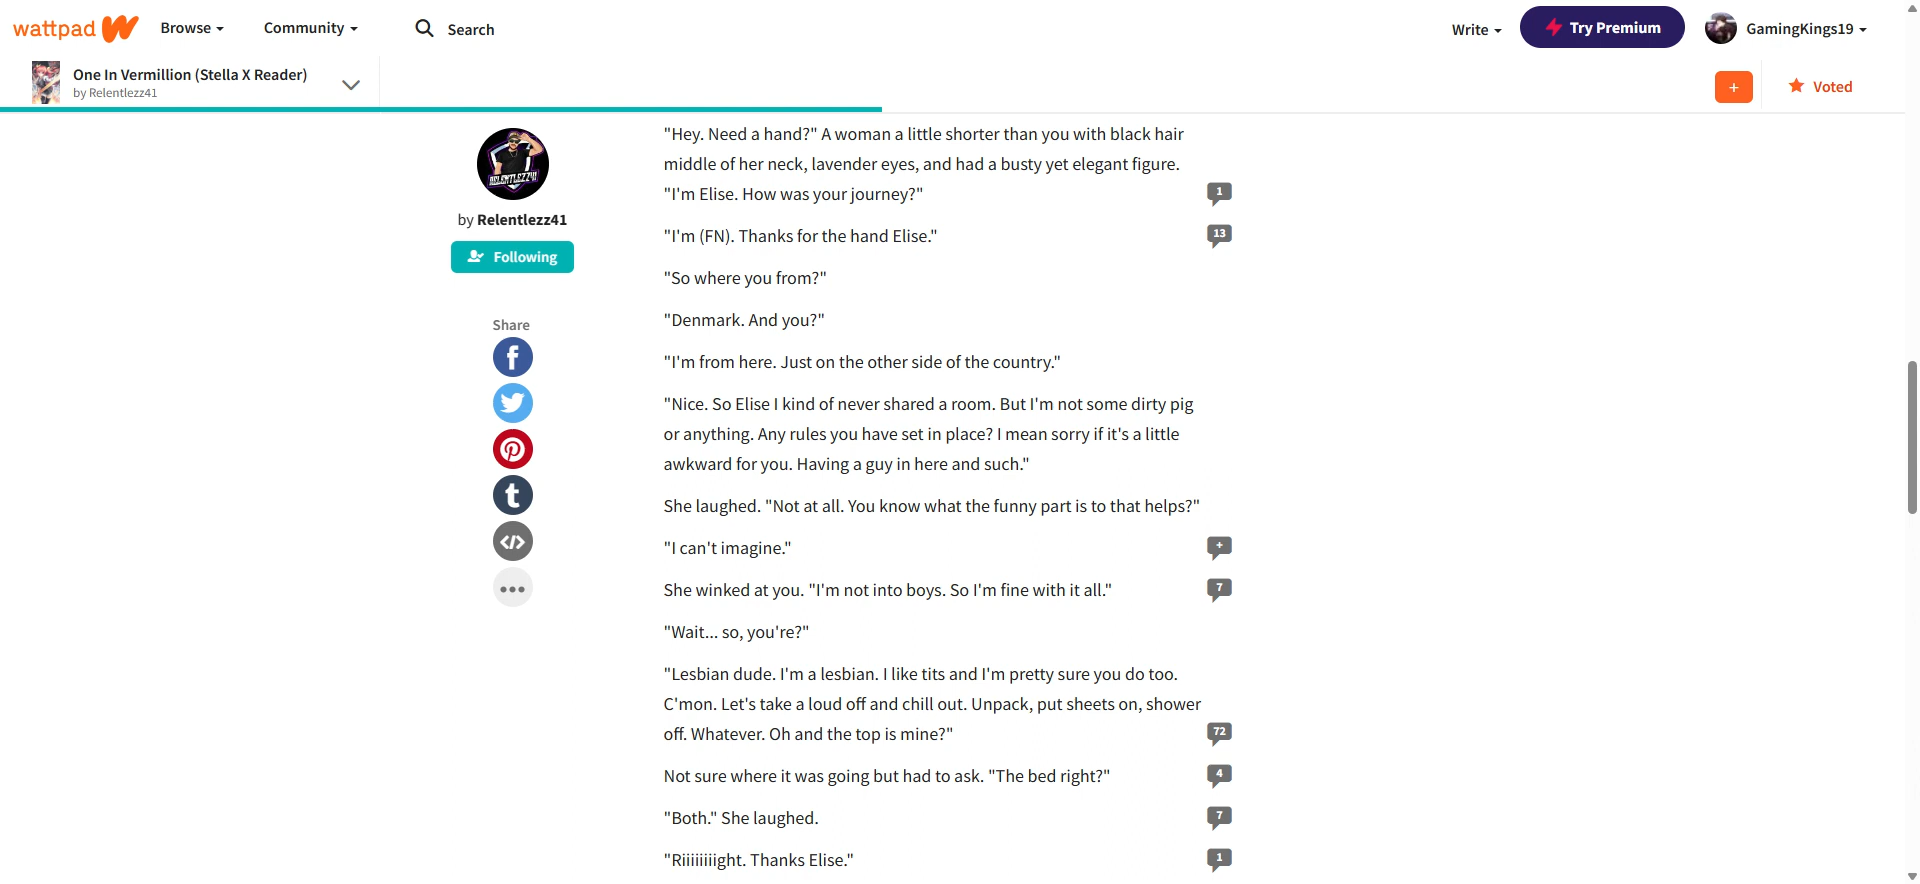 wattpad
Browse
Community
Search
Write
Try Premium
GamingKings19
One In Vermillion (Stella X Reader)
by Relentlezz41
+
Voted
RELENTLEZZ41
by Relentlezz41
Following
Share
"Hey. Need a hand?" A woman a little shorter than you with black hair
middle of her neck, lavender eyes, and had a busty yet elegant figure.
"I'm Elise. How was your journey?"
1
"I'm (FN). Thanks for the hand Elise."
13
"So where you from?"
"Denmark. And you?"
"I'm from here. Just on the other side of the country."
"Nice. So Elise I kind of never shared a room. But I'm not some dirty pig
or anything. Any rules you have set in place? I mean sorry if it's a little
awkward for you. Having a guy in here and such."
She laughed. "Not at all. You know what the funny part is to that helps?"
"I can't imagine."
+
She winked at you. "I'm not into boys. So I'm fine with it all."
7
"Wait... so, you're?"
"Lesbian dude. I'm a lesbian. I like tits and I'm pretty sure you do too.
C'mon. Let's take a loud off and chill out. Unpack, put sheets on, shower
off. Whatever. Oh and the top is mine?"
72
Not sure where it was going but had to ask. "The bed right?"
4
"Both." She laughed.
7
"Riiiiiiight. Thanks Elise."
1